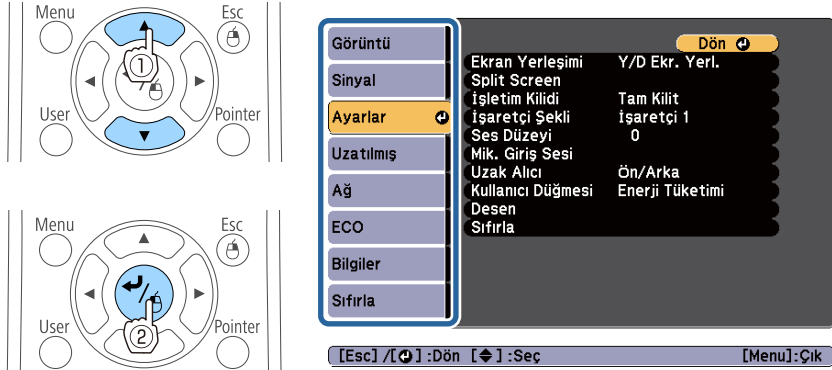 Menu
Esc
①
User
Pointer
Menu
Esc
User
②
Pointer
Görüntü
Sinyal
Ayarlar
Uzatılmış
Ağ
ECO
Bilgiler
Sıfırla
Dön
Ekran Yerleşimi Y/D Ekr. Yerl.
Split Screen
İşletim Kilidi Tam Kilit
İşaretçi Şekli İşaretçi 1
Ses Düzeyi 0
Mik. Giriş Sesi
Uzak Alıcı Ön/Arka
Kullanıcı Düğmesi Enerji Tüketimi
Desen
Sıfırla
[Esc] /[ ] :Dön [ ] :Seç [Menu]:Çık